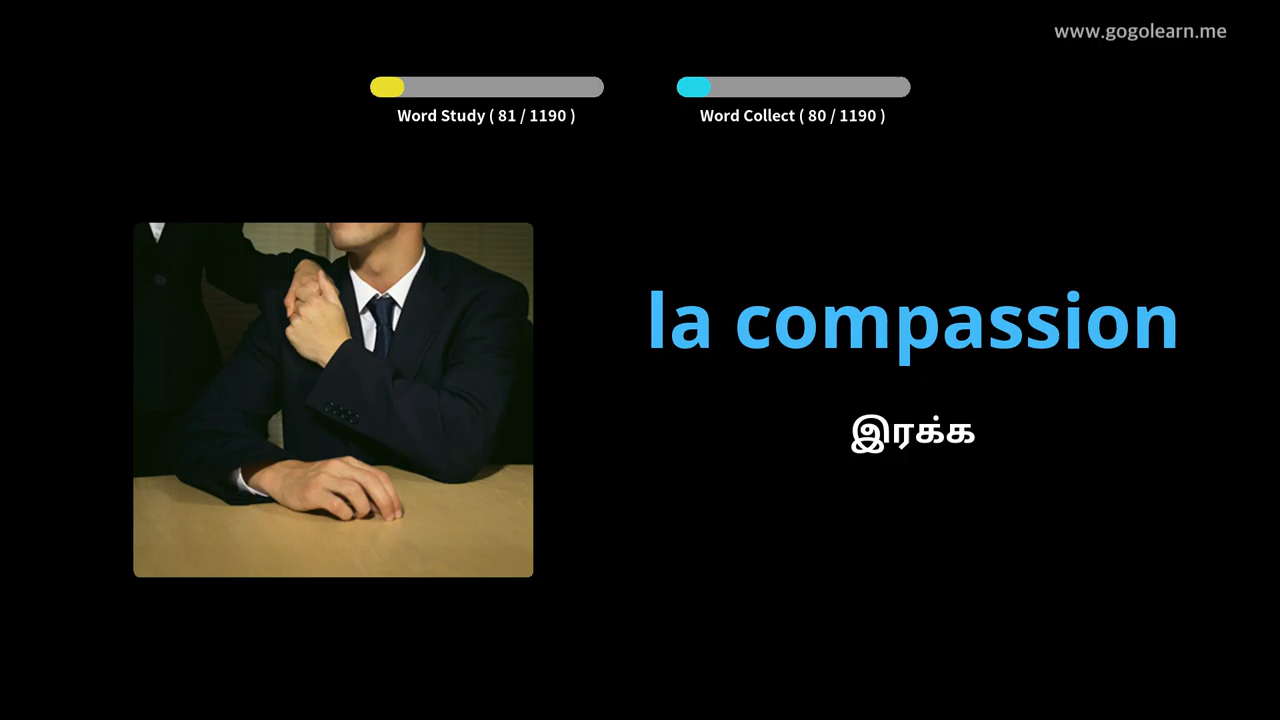 www.gogolearn.me
Word Study ( 81 / 1190 )
Word Collect ( 80 / 1190 )
la compassion
இரக்க